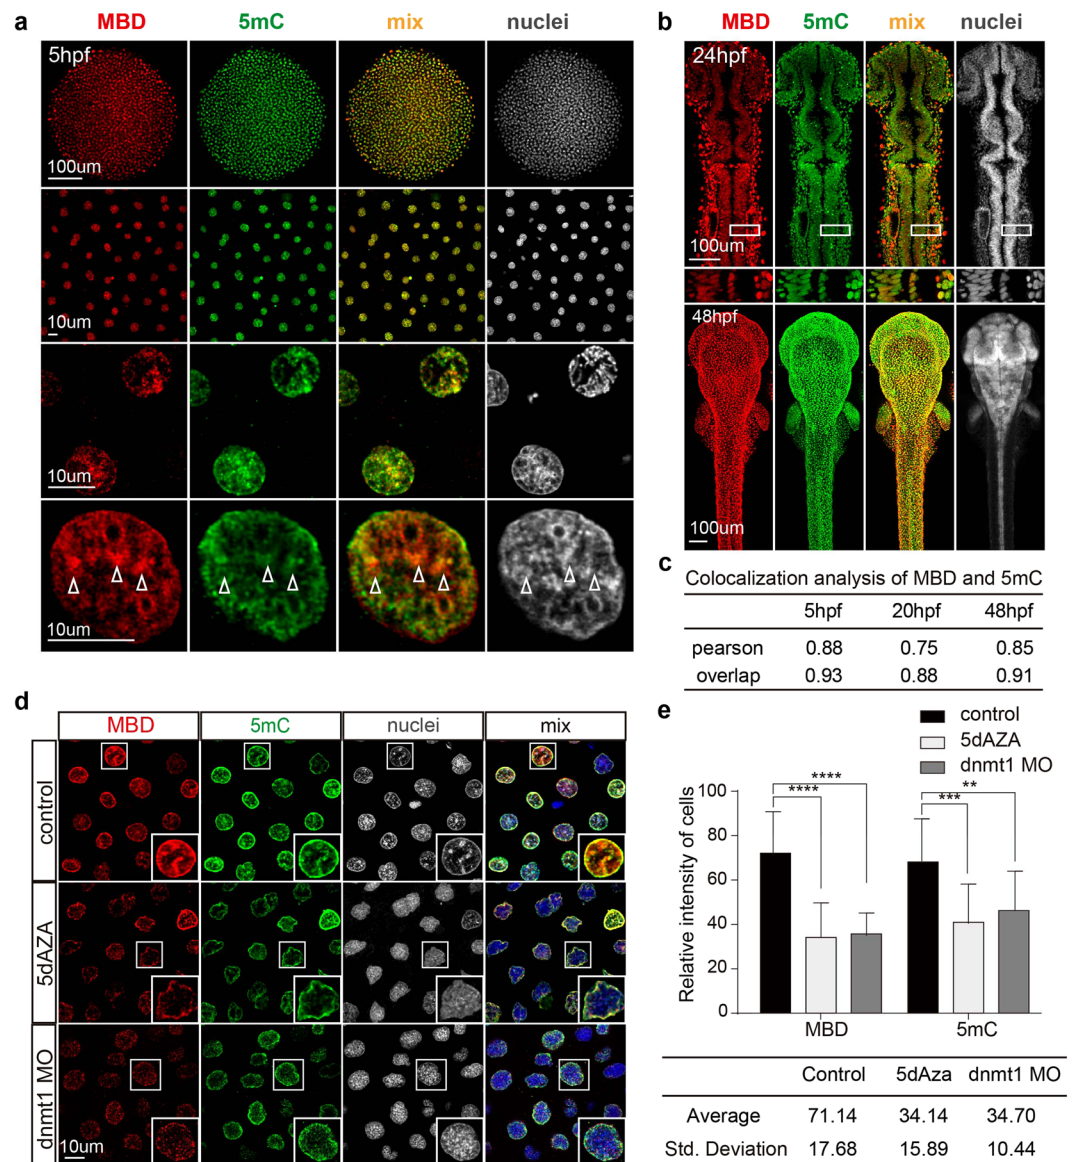 a
MBD 5mC mix nuclei
5hpf
100um
10um
10um
10um
b
MBD 5mC mix nuclei
24hpf
100um
48hpf
100um
c
Colocalization analysis of MBD and 5mC
5hpf 20hpf 48hpf
pearson 0.88 0.75 0.85
overlap 0.93 0.88 0.91
d
MBD 5mC nuclei mix
control
5dAZA
dnmt1 MO
10um
e
control
5dAZA
dnmt1 MO
Relative intensity of cells
100
80
60
40
20
0
****
****
**
***
MBD 5mC
Control 5dAza dnmt1 MO
Average 71.14 34.14 34.70
Std. Deviation 17.68 15.89 10.44